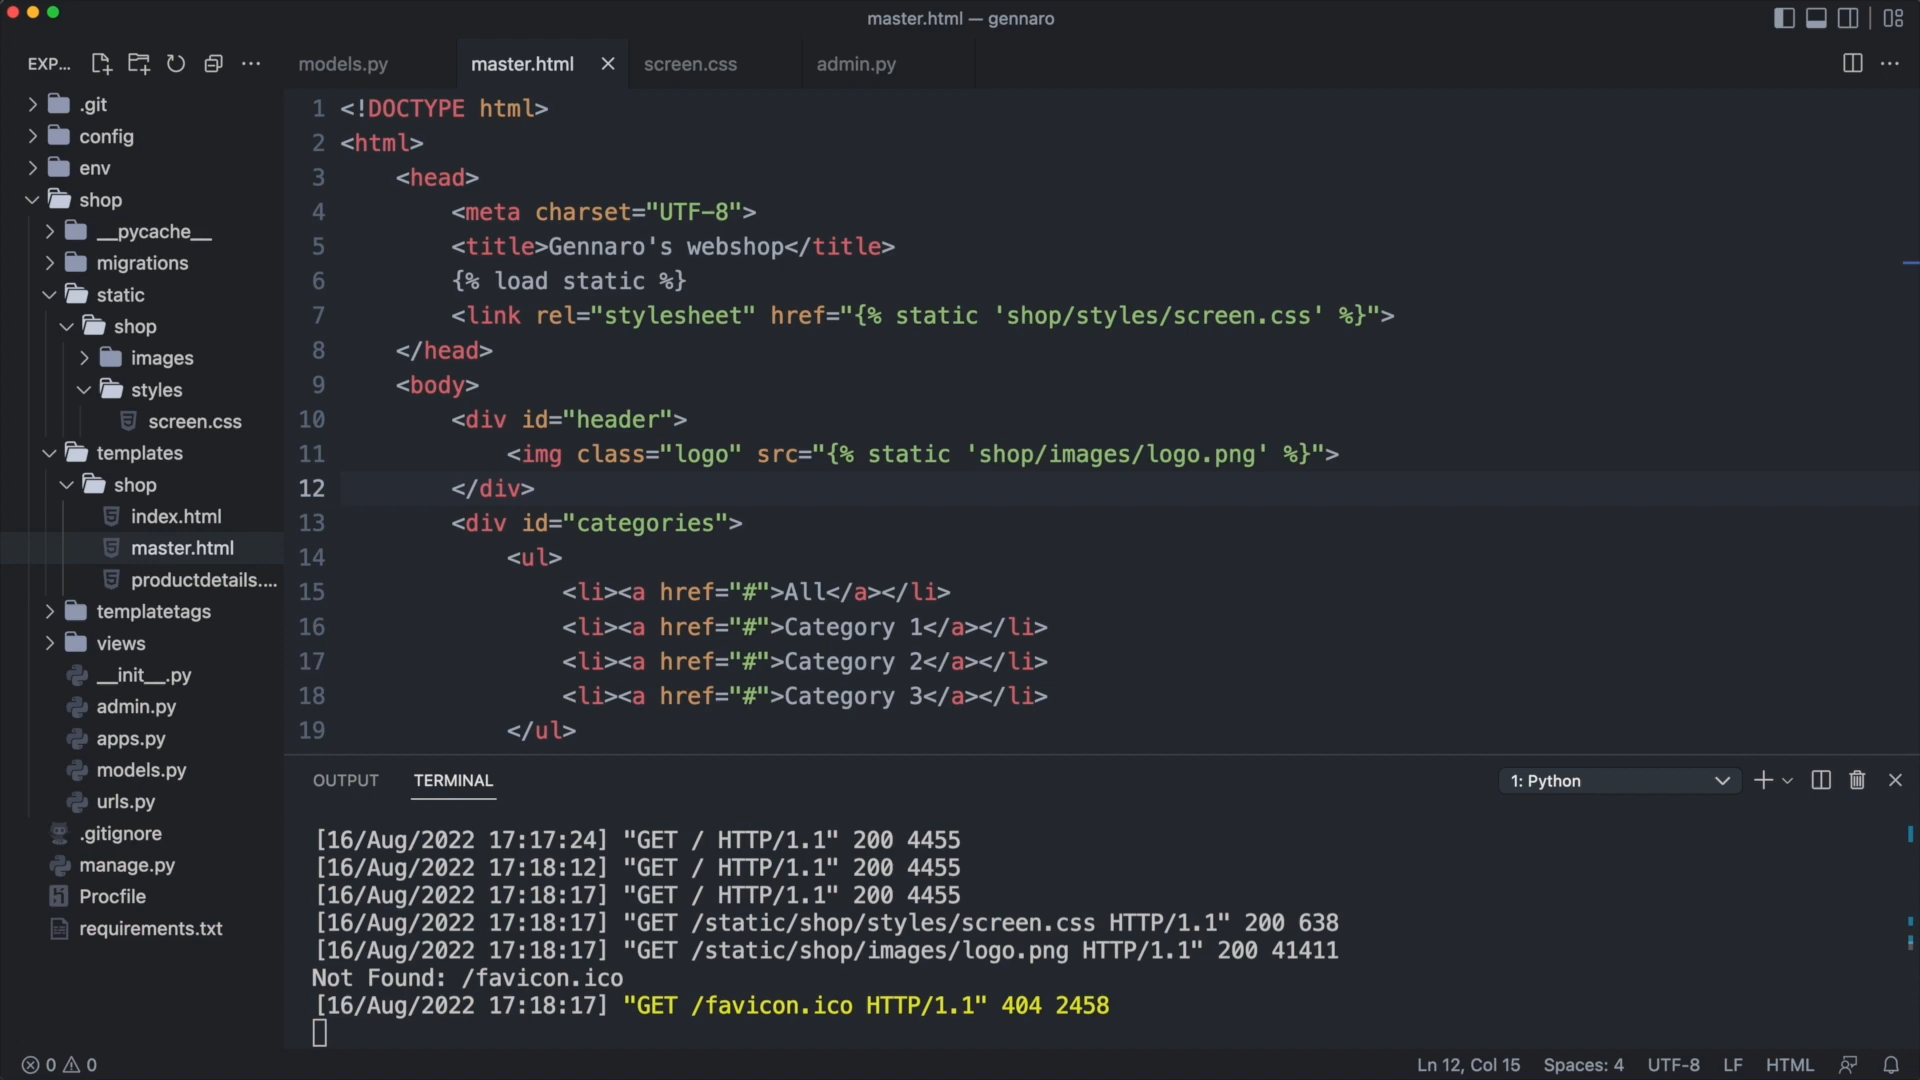 master.html — gennaro
EXP...
models.py
master.html
screen.css
admin.py
.git
config
env
shop
__pycache__
migrations
static
shop
images
styles
screen.css
templates
shop
index.html
master.html
productdetails....
templatetags
views
__init__.py
admin.py
apps.py
models.py
urls.py
.gitignore
manage.py
Procfile
requirements.txt
1 <!DOCTYPE html>
2 <html>
3 <head>
4 <meta charset="UTF-8">
5 <title>Gennaro's webshop</title>
6 {% load static %}
7 <link rel="stylesheet" href="{% static 'shop/styles/screen.css' %}">
8 </head>
9 <body>
10 <div id="header">
11 <img class="logo" src="{% static 'shop/images/logo.png' %}">
12 </div>
13 <div id="categories">
14 <ul>
15 <li><a href="#">All</a></li>
16 <li><a href="#">Category 1</a></li>
17 <li><a href="#">Category 2</a></li>
18 <li><a href="#">Category 3</a></li>
19 </ul>
OUTPUT
TERMINAL
1: Python
[16/Aug/2022 17:17:24] "GET / HTTP/1.1" 200 4455
[16/Aug/2022 17:18:12] "GET / HTTP/1.1" 200 4455
[16/Aug/2022 17:18:17] "GET / HTTP/1.1" 200 4455
[16/Aug/2022 17:18:17] "GET /static/shop/styles/screen.css HTTP/1.1" 200 638
[16/Aug/2022 17:18:17] "GET /static/shop/images/logo.png HTTP/1.1" 200 41411
Not Found: /favicon.ico
[16/Aug/2022 17:18:17] "GET /favicon.ico HTTP/1.1" 404 2458
0 0
Ln 12, Col 15
Spaces: 4
UTF-8
LF
HTML